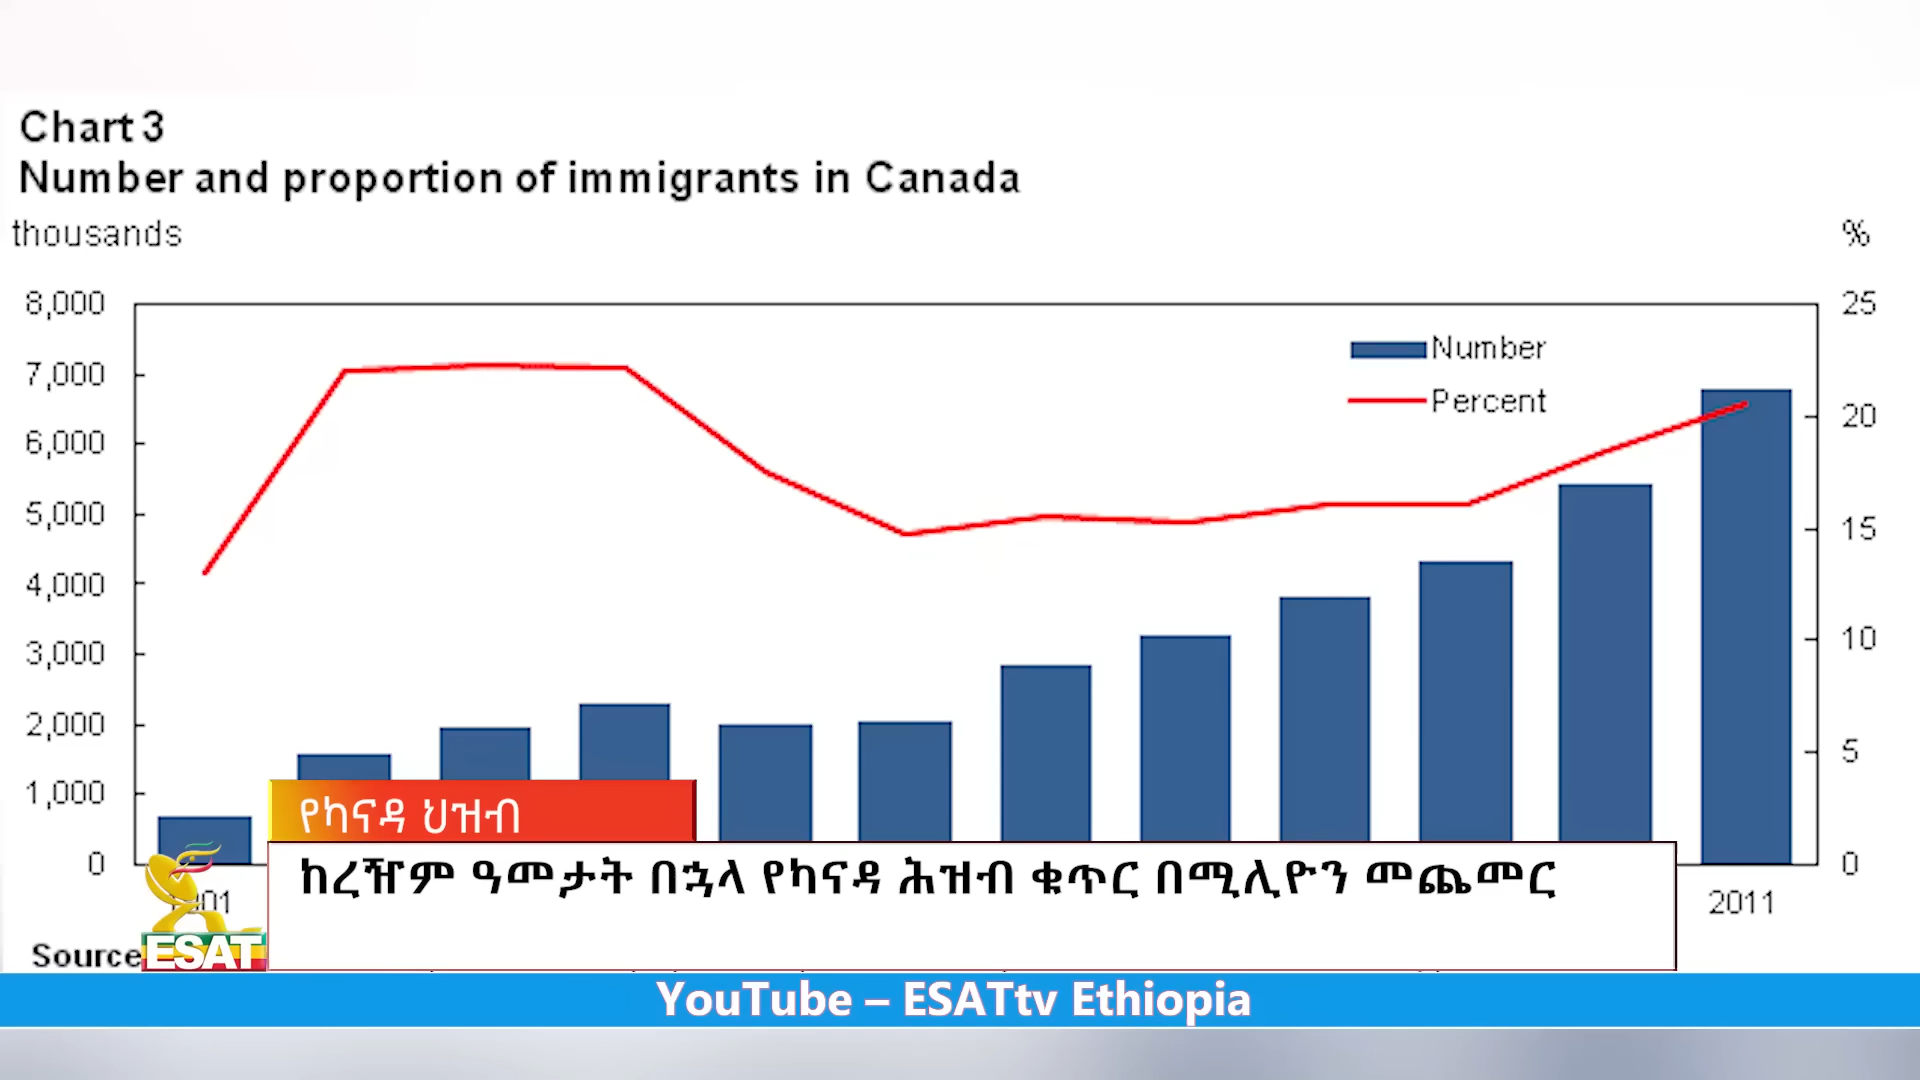 Chart 3
Number and proportion of immigrants in Canada
thousands
%
8,000
7,000
6,000
5,000
4,000
3,000
2,000
1,000
0
25
20
15
10
5
0
Number
Percent
2011
Source
ESAT
የካናዳ ህዝብ
ከረዥም ዓመታት በኋላ የካናዳ ሕዝብ ቁጥር በሚሊዮን መጨመር
YouTube – ESATtv Ethiopia